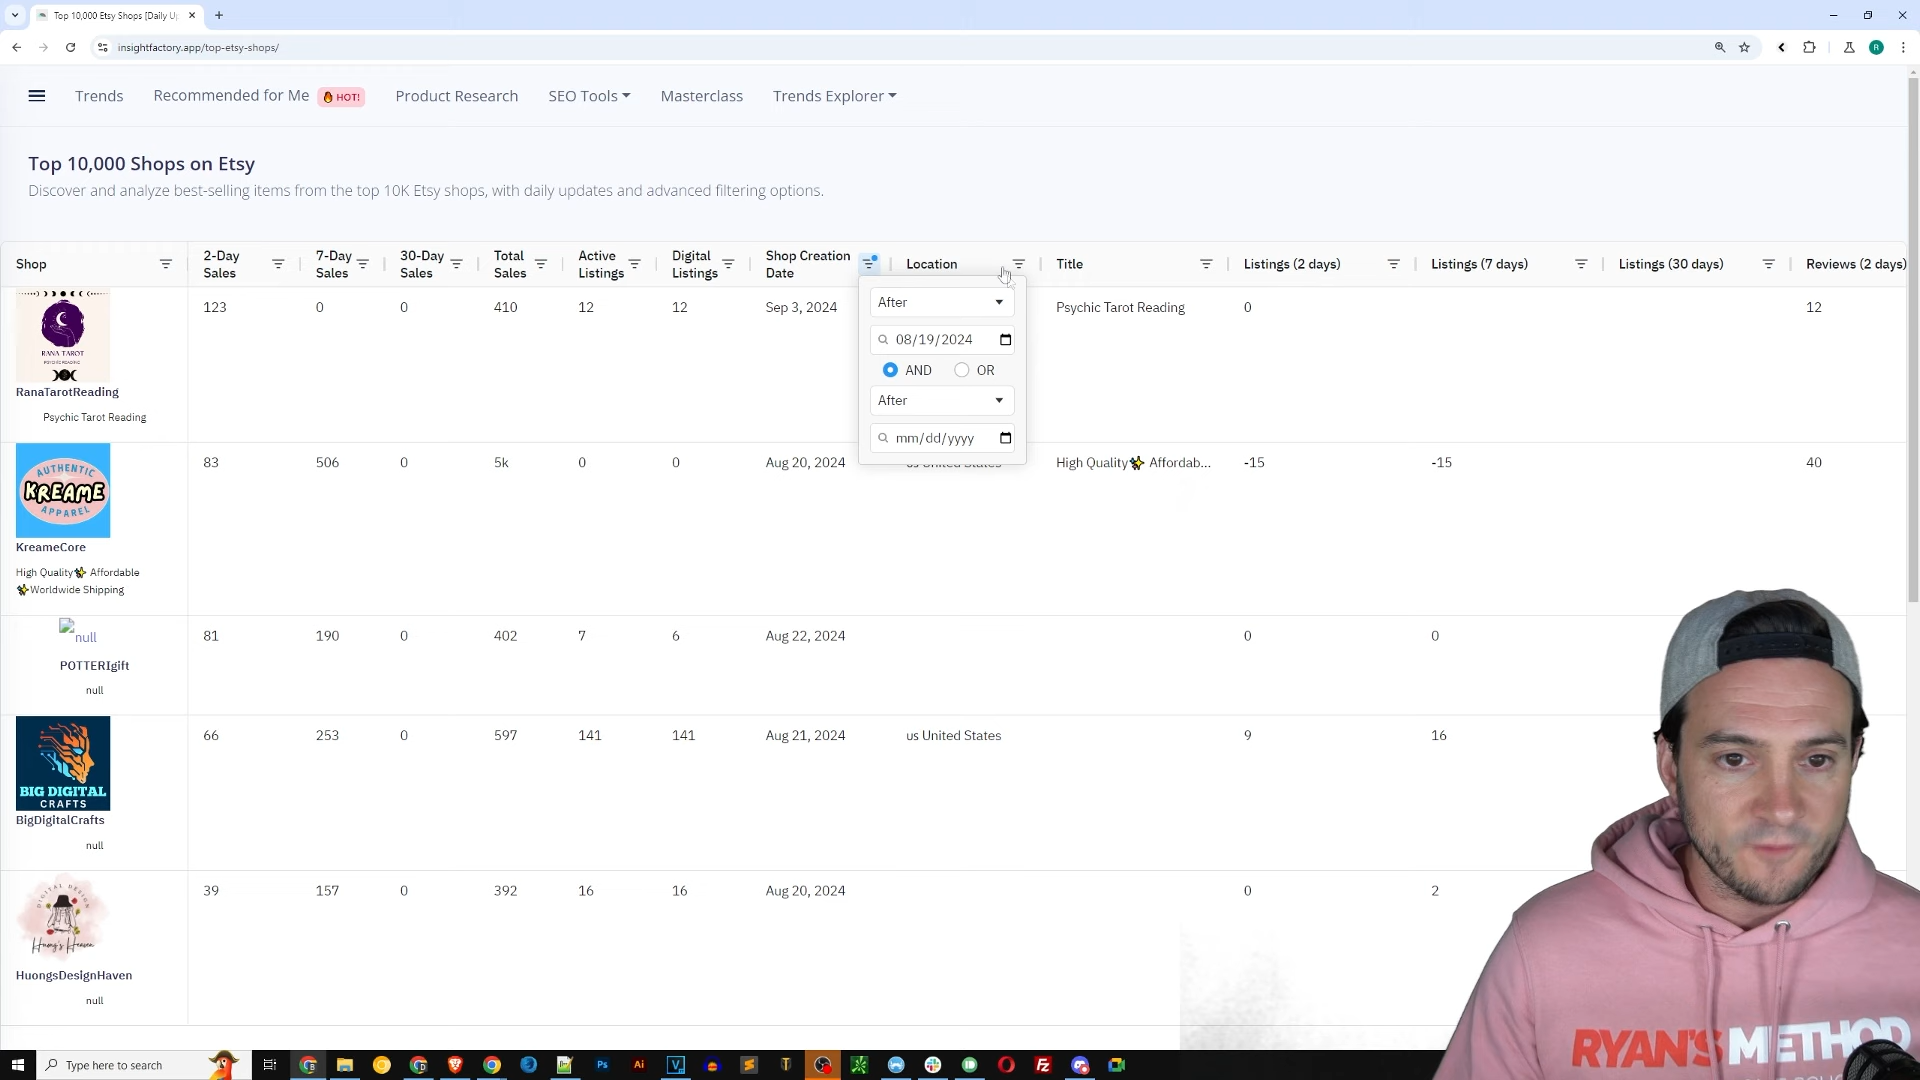 Top 10,000 Etsy Shops [Daily U
insightfactory.app/top-etsy-shops/
R
Trends
Recommended for Me 🔥 HOT!
Product Research
SEO Tools
Masterclass
Trends Explorer
Top 10,000 Shops on Etsy
Discover and analyze best-selling items from the top 10K Etsy shops, with daily updates and advanced filtering options.
Shop
2-Day Sales
7-Day Sales
30-Day Sales
Total Sales
Active Listings
Digital Listings
Shop Creation Date
Location
Title
Listings (2 days)
Listings (7 days)
Listings (30 days)
Reviews (2 days)
After
08/19/2024
AND OR
After
mm/dd/yyyy
RANA TAROT
PSYCHIC READING
RanaTarotReading
Psychic Tarot Reading
123 0 0 410 12 12 Sep 3, 2024 Psychic Tarot Reading 0 12
AUTHENTIC
KREAME
APPAREL
KreameCore
High Quality✨ Affordable
✨Worldwide Shipping
83 506 0 5k 0 0 Aug 20, 2024 us United States High Quality✨ Affordab... -15 -15 40
null
POTTERIgift
null
81 190 0 402 7 6 Aug 22, 2024 0 0
BIG DIGITAL
CRAFTS
BigDigitalCrafts
null
66 253 0 597 141 141 Aug 21, 2024 us United States 9 16
DIGITAL DESIGN
Huong's Heaven
HuongsDesignHaven
null
39 157 0 392 16 16 Aug 20, 2024 0 2
RYAN'S METHOD
Type here to search